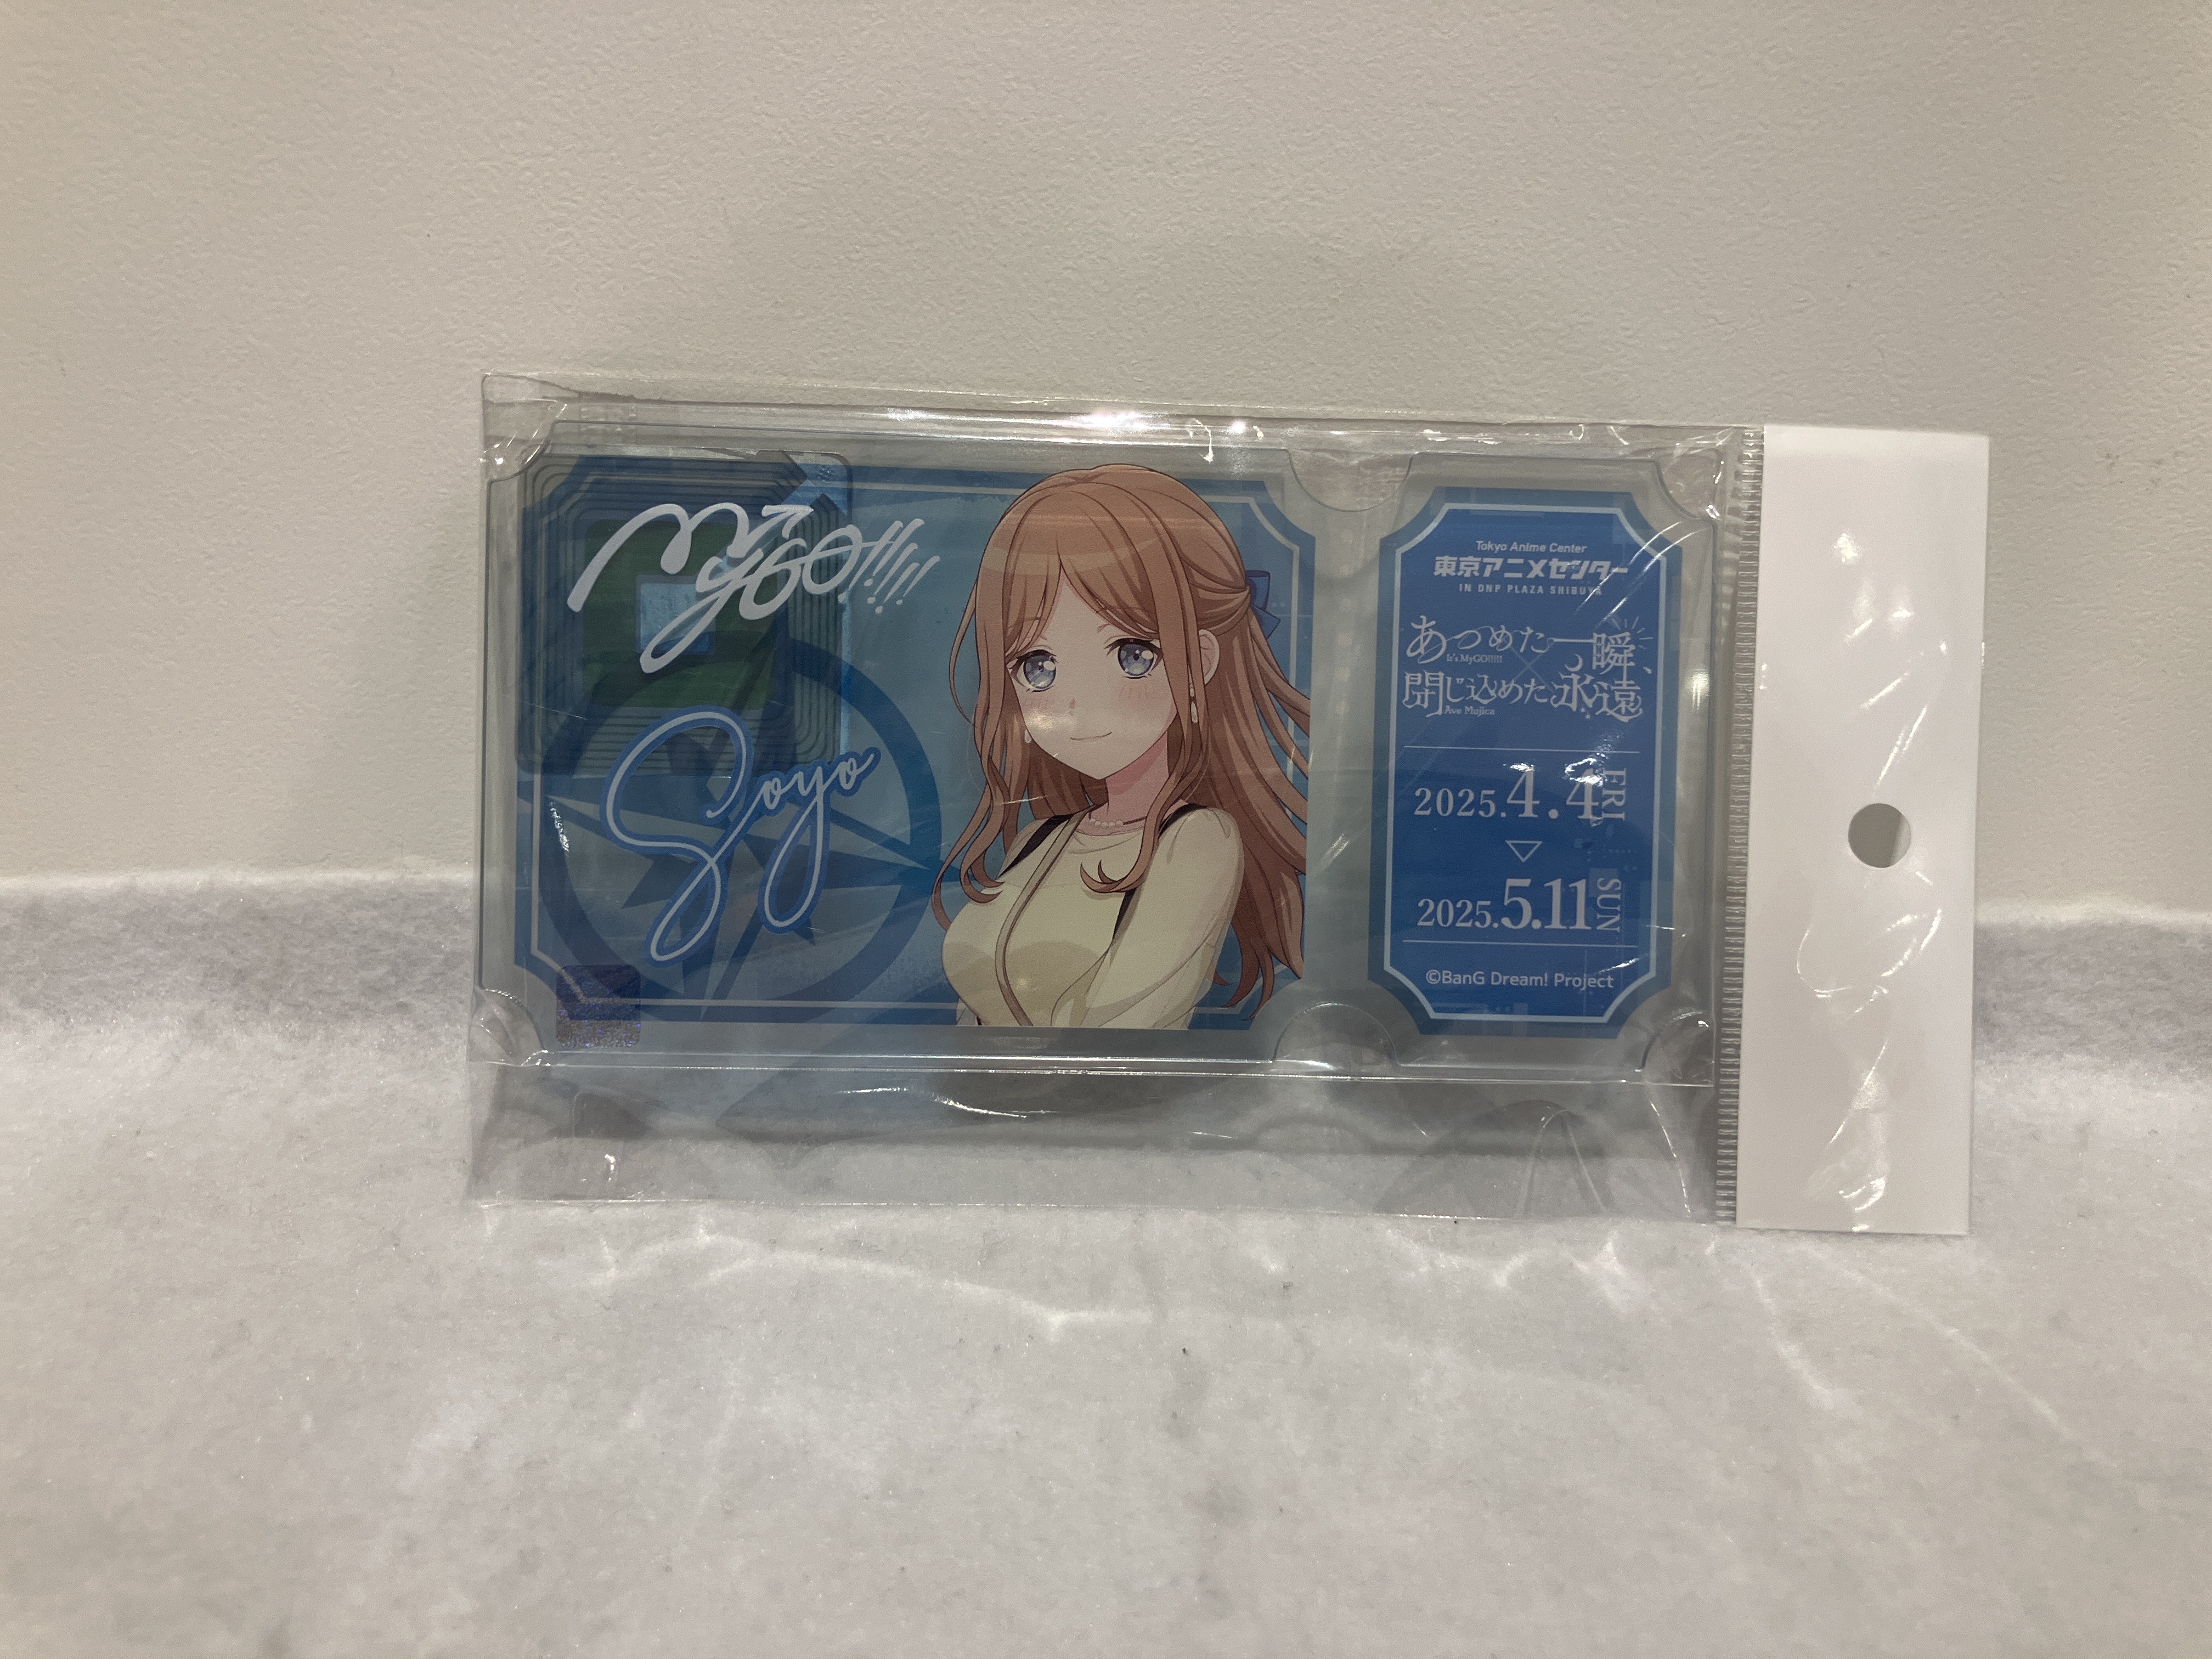 MyGO!!!!!
Soyo
Tokyo Anime Center
東京アニメセンター
IN DNP PLAZA SHIBUYA
あつめた一瞬、
It's MyGO!!!!!
×
閉じ込めた永遠。
Ave Mujica
2025.4.4 FRI
▽
2025.5.11 SUN
©BanG Dream! Project